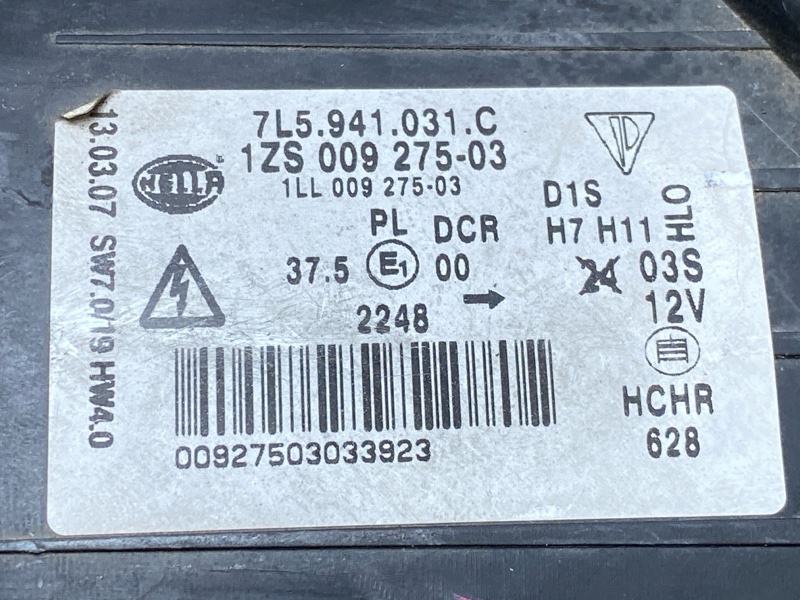 7L5.941.031.C
1ZS 009 275-03
1LL 009 275-03
HELLA
D1S
H7 H11 HLO
PL DCR
37.5 E1 00
24 03S
2248
12V
HCHR
628
00927503033923
13.03.07 SW7.0/19 HW4.0